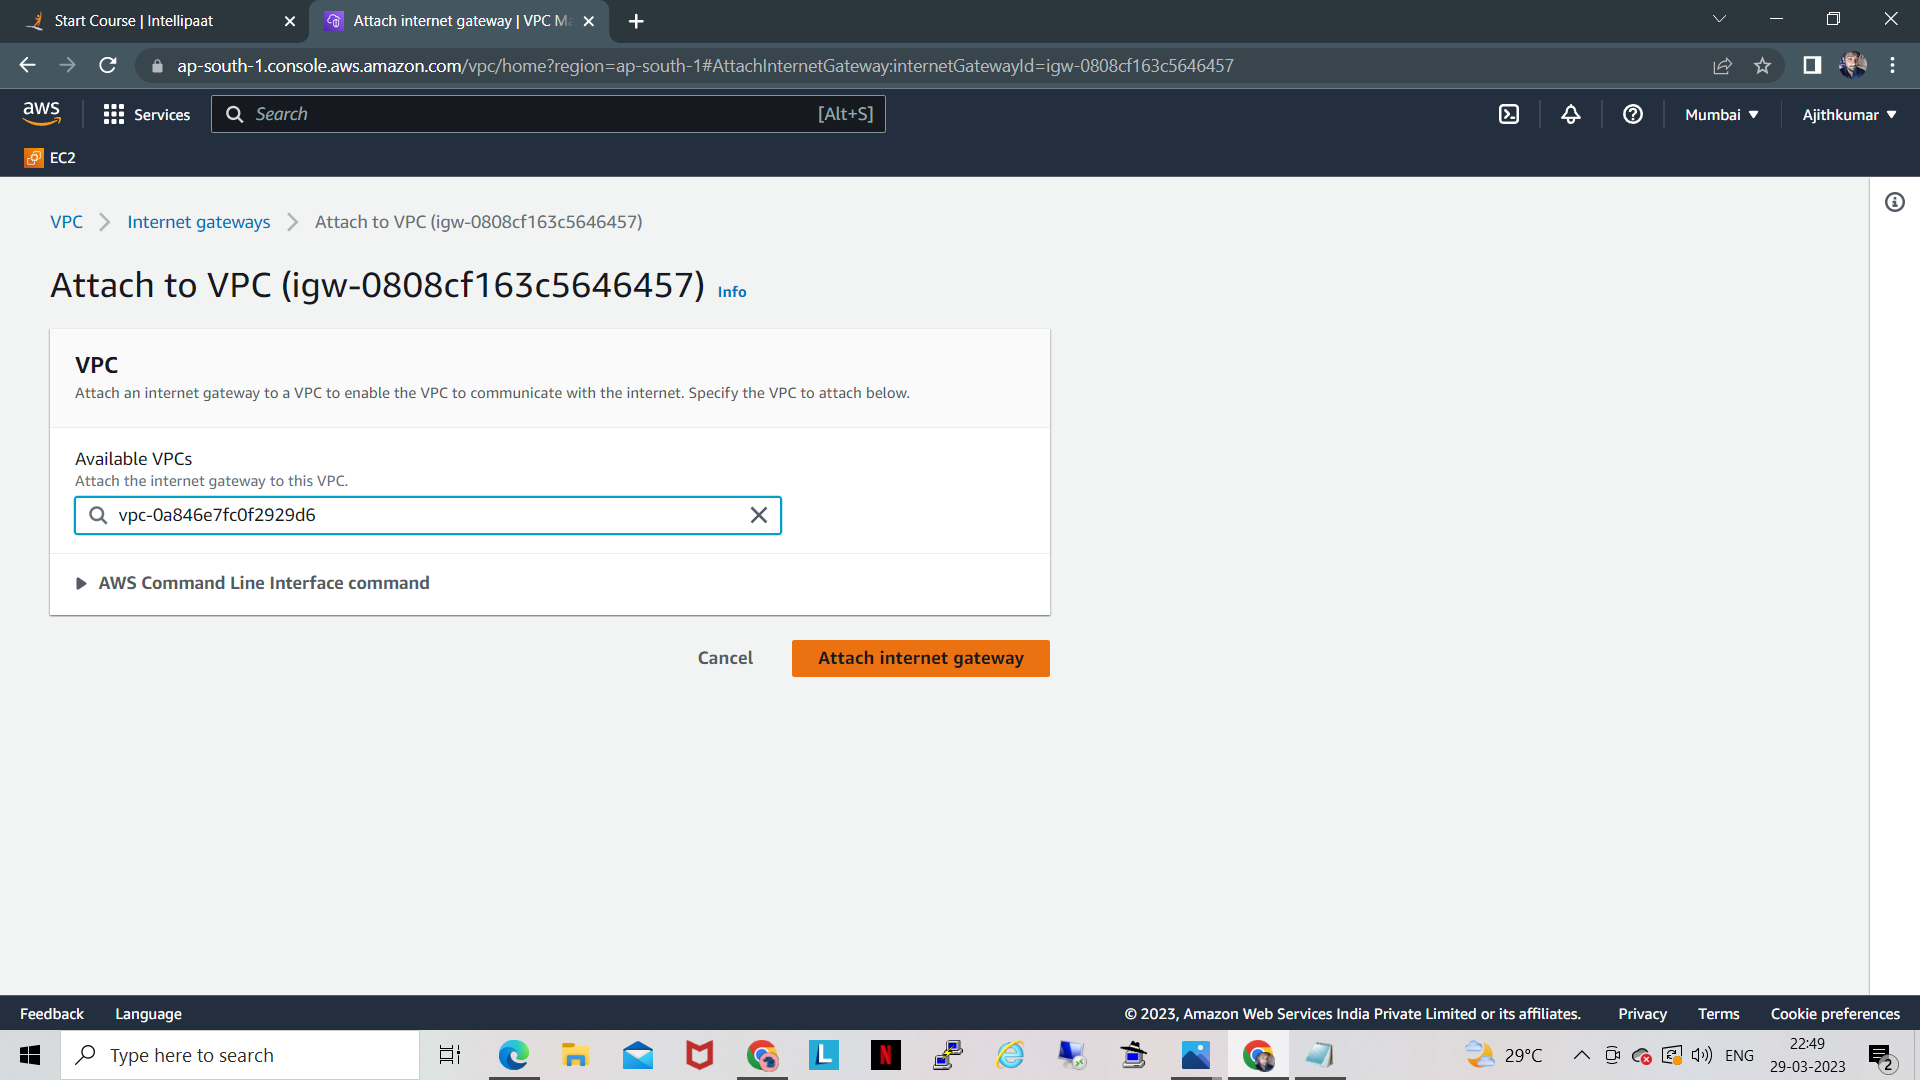 Start Course | Intellipaat
Attach internet gateway | VPC M
ap-south-1.console.aws.amazon.com/vpc/home?region=ap-south-1#AttachInternetGateway:internetGatewayId=igw-0808cf163c5646457
aws
Services
Search
[Alt+S]
Mumbai
Ajithkumar
EC2
VPC
Internet gateways
Attach to VPC (igw-0808cf163c5646457)
Attach to VPC (igw-0808cf163c5646457) Info
VPC
Attach an internet gateway to a VPC to enable the VPC to communicate with the internet. Specify the VPC to attach below.
Available VPCs
Attach the internet gateway to this VPC.
vpc-0a846e7fc0f2929d6
AWS Command Line Interface command
Cancel
Attach internet gateway
Feedback
Language
© 2023, Amazon Web Services India Private Limited or its affiliates.
Privacy
Terms
Cookie preferences
Type here to search
L
N
29°C
ENG
22:49
29-03-2023
2